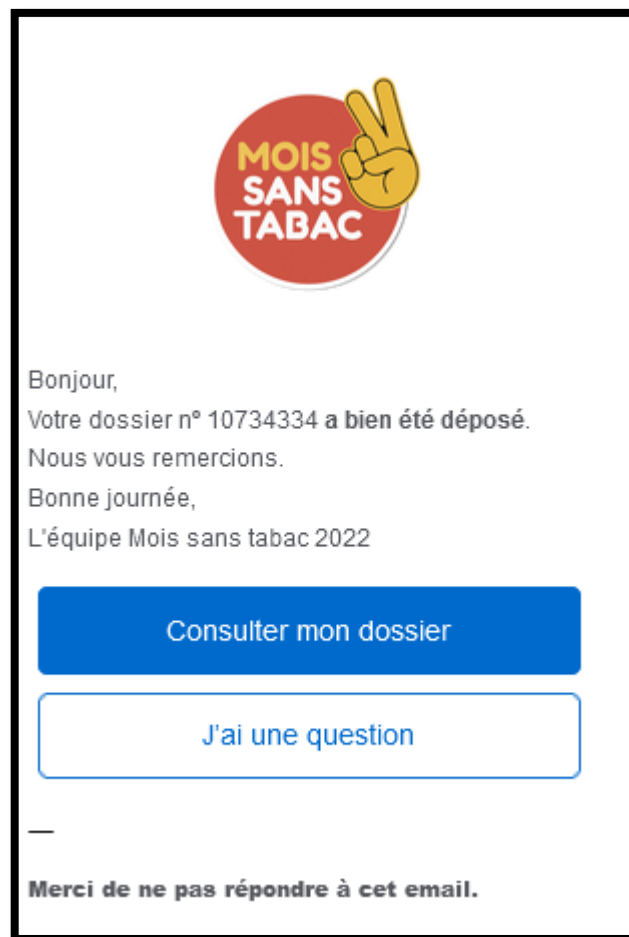 MOIS
SANS
TABAC
Bonjour,
Votre dossier nº 10734334 a bien été déposé.
Nous vous remercions.
Bonne journée,
L'équipe Mois sans tabac 2022
Consulter mon dossier
J'ai une question
—
Merci de ne pas répondre à cet email.